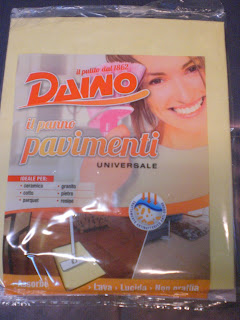 il pulito dal 1962
DAINO
il panno
pavimenti
UNIVERSALE
IDEALE PER:
• ceramica
• cotto
• parquet
• granito
• pietra
Assorbe • Lava • Lucida • Non graffia